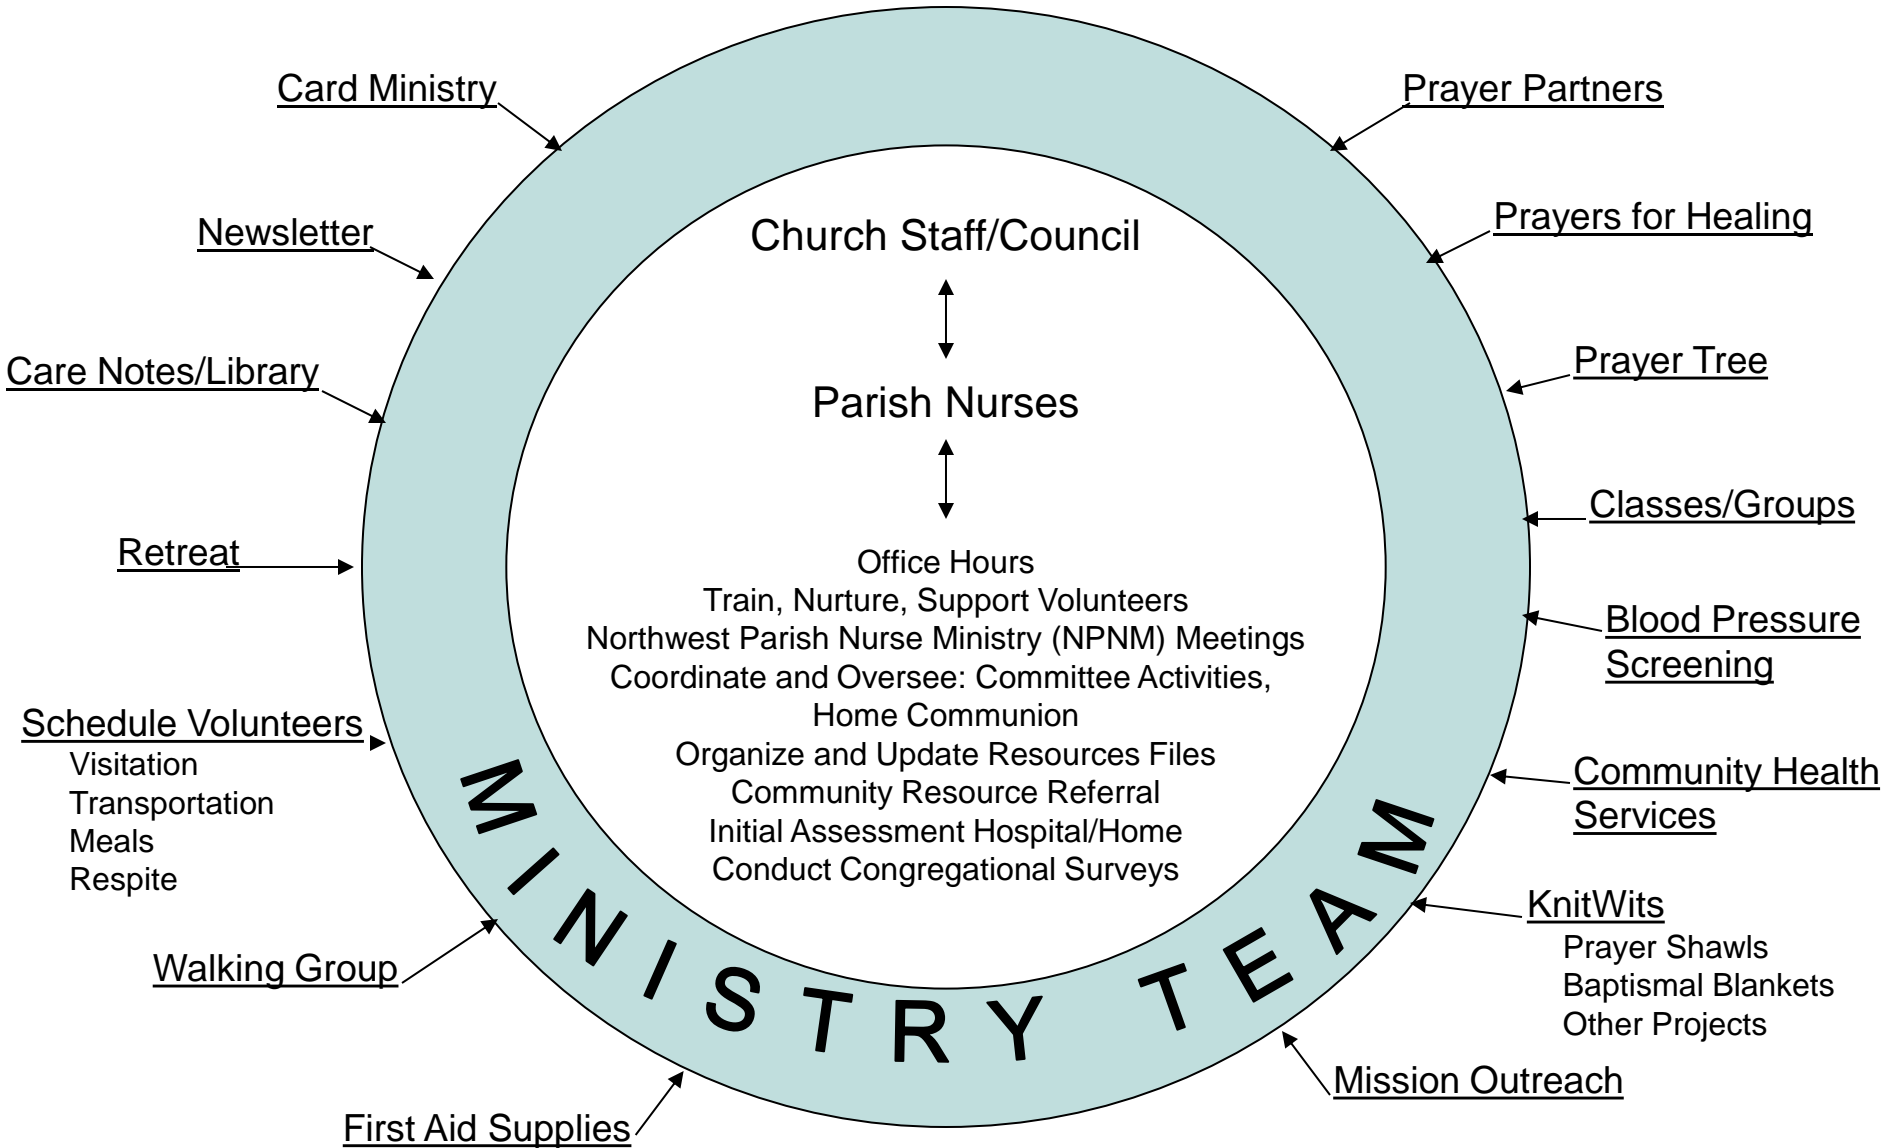 Card Ministry
Newsletter
Care Notes/Library
Retreat
Schedule Volunteers
Visitation
Transportation
Meals
Respite
Walking Group
First Aid Supplies
Church Staff/Council
Parish Nurses
Office Hours
Train, Nurture, Support Volunteers
Northwest Parish Nurse Ministry (NPNM) Meetings
Coordinate and Oversee: Committee Activities,
Home Communion
Organize and Update Resources Files
Community Resource Referral
Initial Assessment Hospital/Home
Conduct Congregational Surveys
MINISTRY TEAM
Prayer Partners
Prayers for Healing
Prayer Tree
Classes/Groups
Blood Pressure
Screening
Community Health
Services
KnitWits
Prayer Shawls
Baptismal Blankets
Other Projects
Mission Outreach